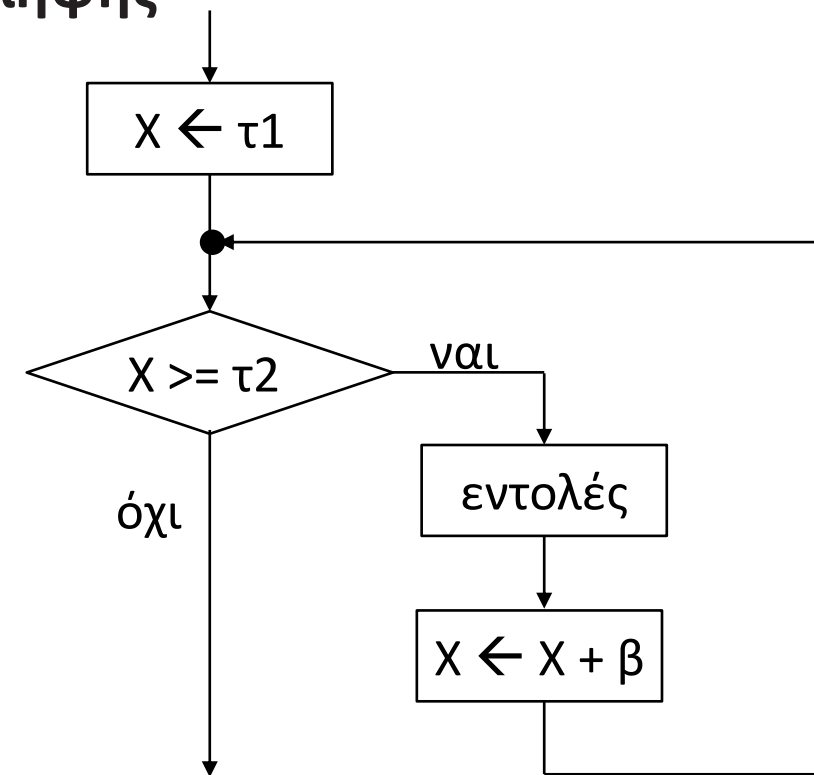 X ← τ1
X >= τ2
ναι
εντολές
όχι
X ← X + β